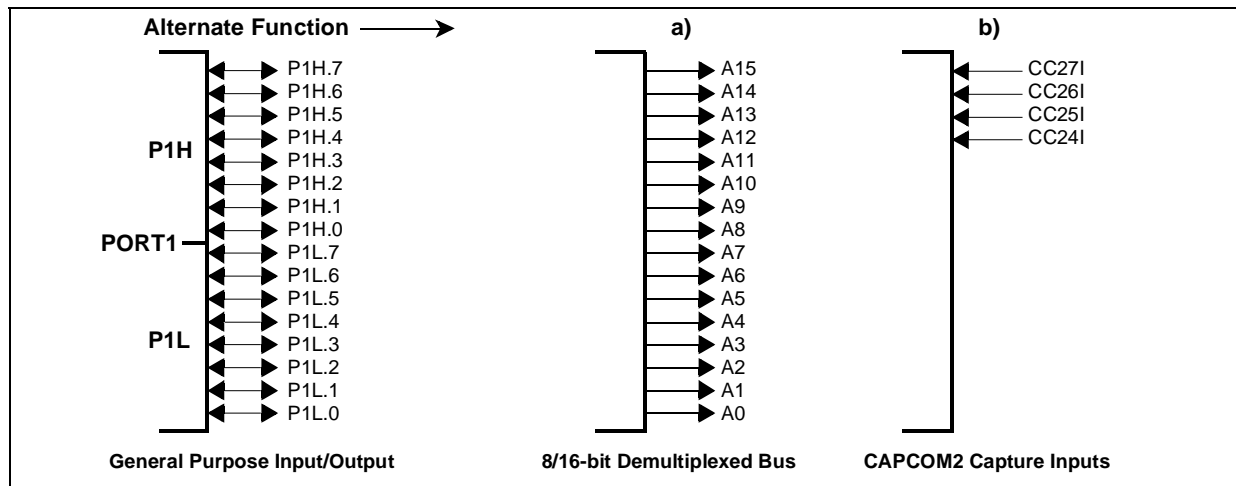 Alternate Function a) b)
P1H.7 A15 CC27I
P1H.6 A14 CC26I
P1H.5 A13 CC25I
P1H.4 A12 CC24I
P1H P1H.3 A11
P1H.2 A10
P1H.1 A9
P1H.0 A8
PORT1
P1L.7 A7
P1L.6 A6
P1L.5 A5
P1L.4 A4
P1L P1L.3 A3
P1L.2 A2
P1L.1 A1
P1L.0 A0
General Purpose Input/Output 8/16-bit Demultiplexed Bus CAPCOM2 Capture Inputs